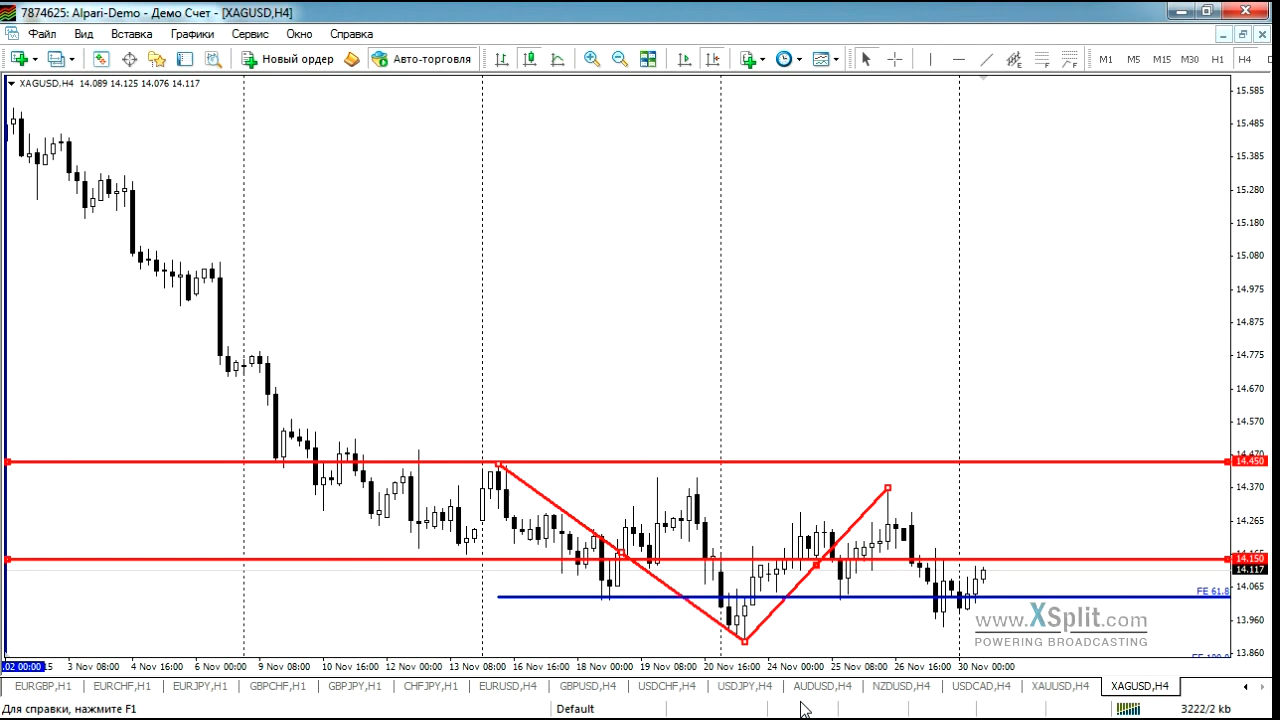 7874625: Alpari-Demo - Демо Счет - [XAGUSD,H4]
Файл Вид Вставка Графики Сервис Окно Справка
Новый ордер Авто-торговля M1 M5 M15 M30 H1 H4
XAGUSD,H4 14.089 14.125 14.076 14.117
15.585
15.485
15.385
15.280
15.180
15.080
14.975
14.875
14.775
14.670
14.570
14.470
14.450
14.370
14.265
14.150
14.117
14.065
FE 61.8
13.960
www.XSplit.com
POWERING BROADCASTING
13.860
.02 00:00 15 3 Nov 08:00 4 Nov 16:00 6 Nov 00:00 9 Nov 08:00 10 Nov 16:00 12 Nov 00:00 13 Nov 08:00 16 Nov 16:00 18 Nov 00:00 19 Nov 08:00 20 Nov 16:00 24 Nov 00:00 25 Nov 08:00 26 Nov 16:00 30 Nov 00:00
EURGBP,H1 EURCHF,H1 EURJPY,H1 GBPCHF,H1 GBPJPY,H1 CHFJPY,H1 EURUSD,H4 GBPUSD,H4 USDCHF,H4 USDJPY,H4 AUDUSD,H4 NZDUSD,H4 USDCAD,H4 XAUUSD,H4 XAGUSD,H4
Для справки, нажмите F1 Default 3222/2 kb